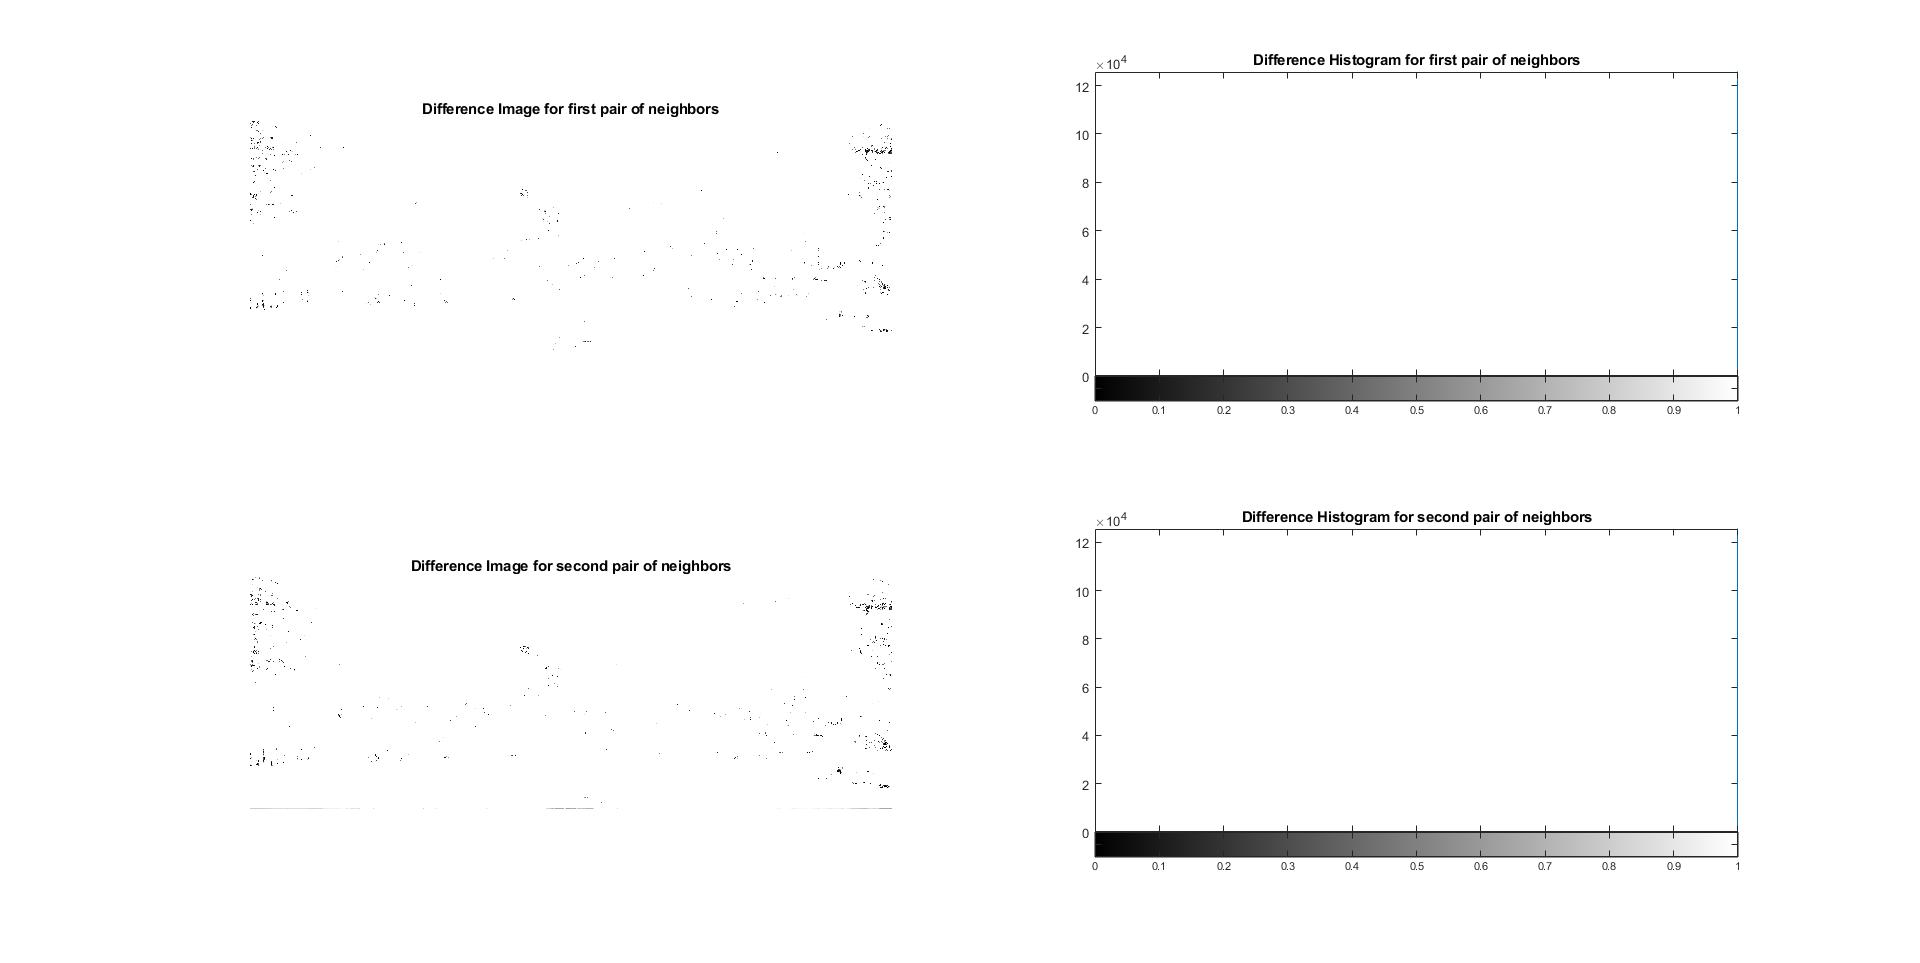 Difference Image for first pair of neighbors
Difference Histogram for first pair of neighbors
×10⁴
12
10
8
6
4
2
0
0 0.1 0.2 0.3 0.4 0.5 0.6 0.7 0.8 0.9 1
Difference Image for second pair of neighbors
Difference Histogram for second pair of neighbors
×10⁴
12
10
8
6
4
2
0
0 0.1 0.2 0.3 0.4 0.5 0.6 0.7 0.8 0.9 1